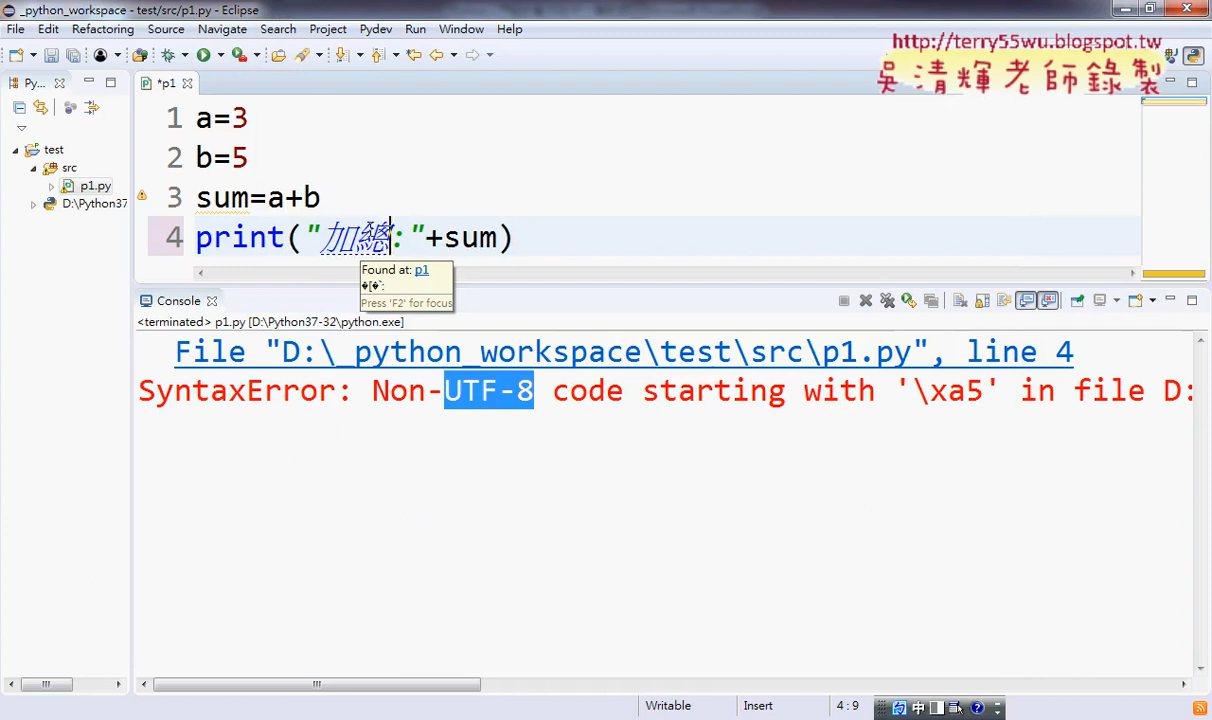 _python_workspace - test/src/p1.py - Eclipse
File Edit Refactoring Source Navigate Search Project Pydev Run Window Help
http://terry55wu.blogspot.tw
吳清輝老師錄製
Py...
*p1
test
src
p1.py
D:\Python37
1 a=3
2 b=5
3 sum=a+b
4 print("加總:"+sum)
Found at: p1
�[�`:
Press 'F2' for focus
Console
<terminated> p1.py [D:\Python37-32\python.exe]
File "D:\_python_workspace\test\src\p1.py", line 4
SyntaxError: Non-UTF-8 code starting with '\xa5' in file D:
Writable Insert 4:9 中